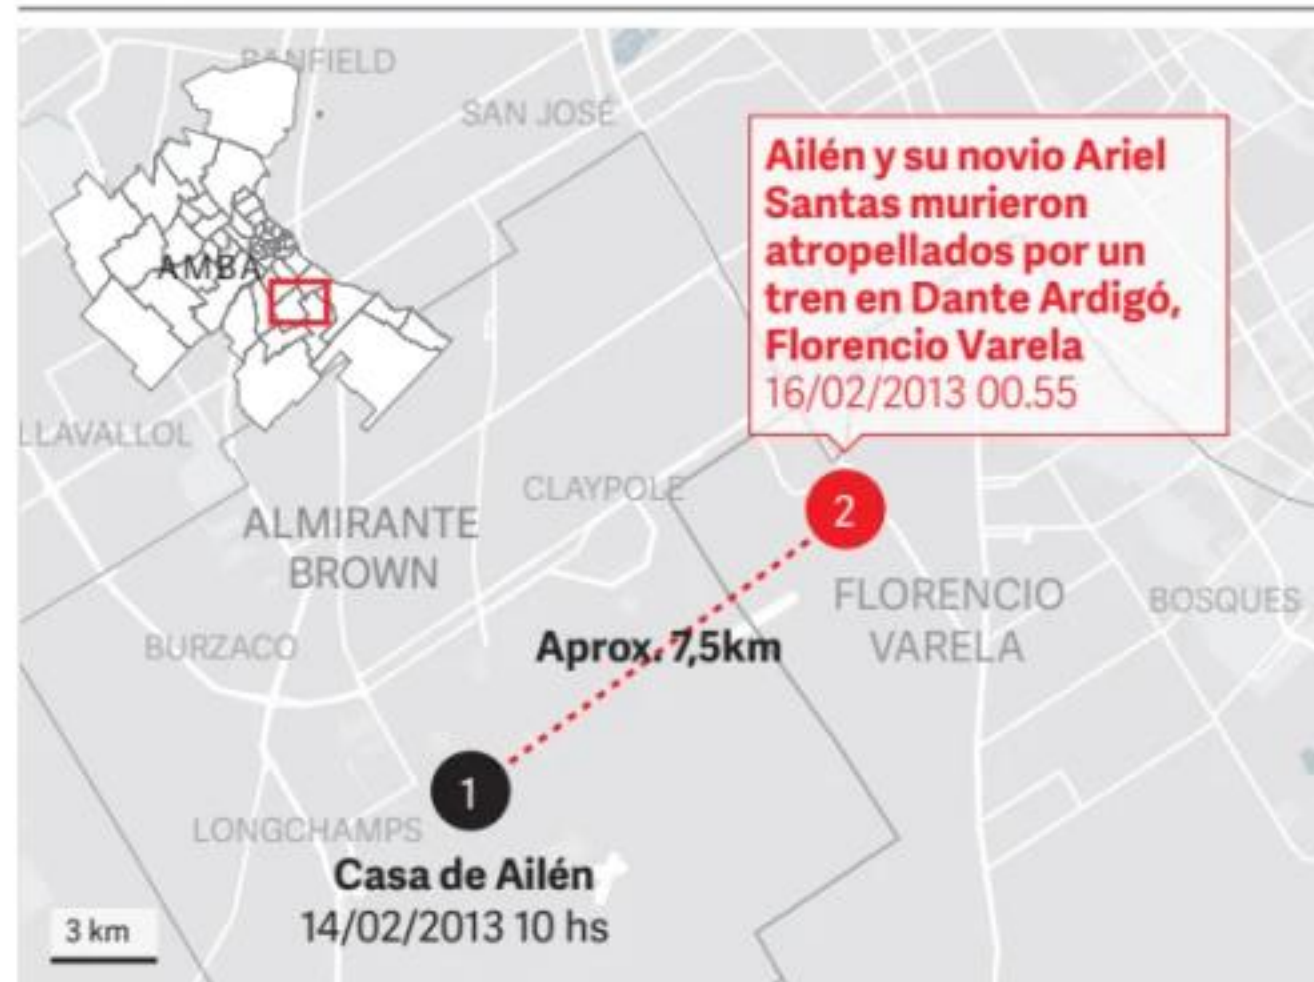 BANFIELD
SAN JOSÉ
AMBA
Ailén y su novio Ariel
Santas murieron
atropellados por un
tren en Dante Ardigó,
Florencio Varela
16/02/2013 00.55
LLAVALLOL
CLAYPOLE
2
ALMIRANTE
BROWN
FLORENCIO
VARELA
BOSQUES
BURZACO
Aprox. 7,5km
1
LONGCHAMPS
Casa de Ailén
14/02/2013 10 hs
3 km